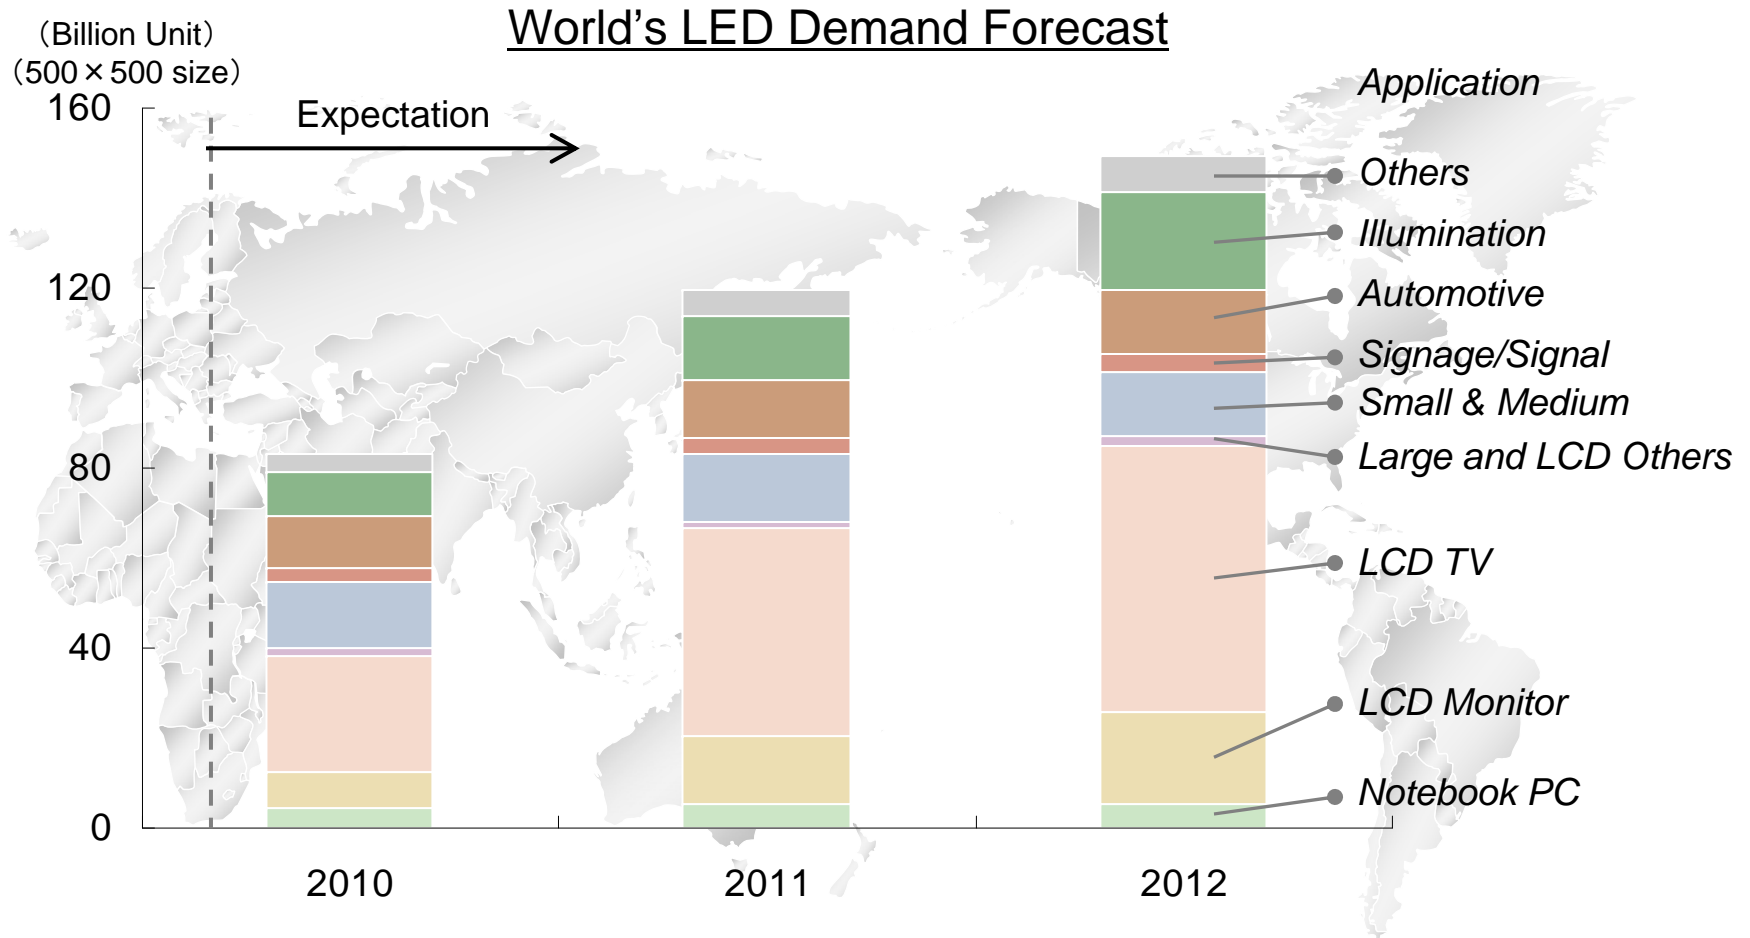 World's LED Demand Forecast
（Billion Unit）
（500×500 size）
160
120
80
40
0
Expectation
Application
Others
Illumination
Automotive
Signage/Signal
Small & Medium
Large and LCD Others
LCD TV
LCD Monitor
Notebook PC
2010
2011
2012